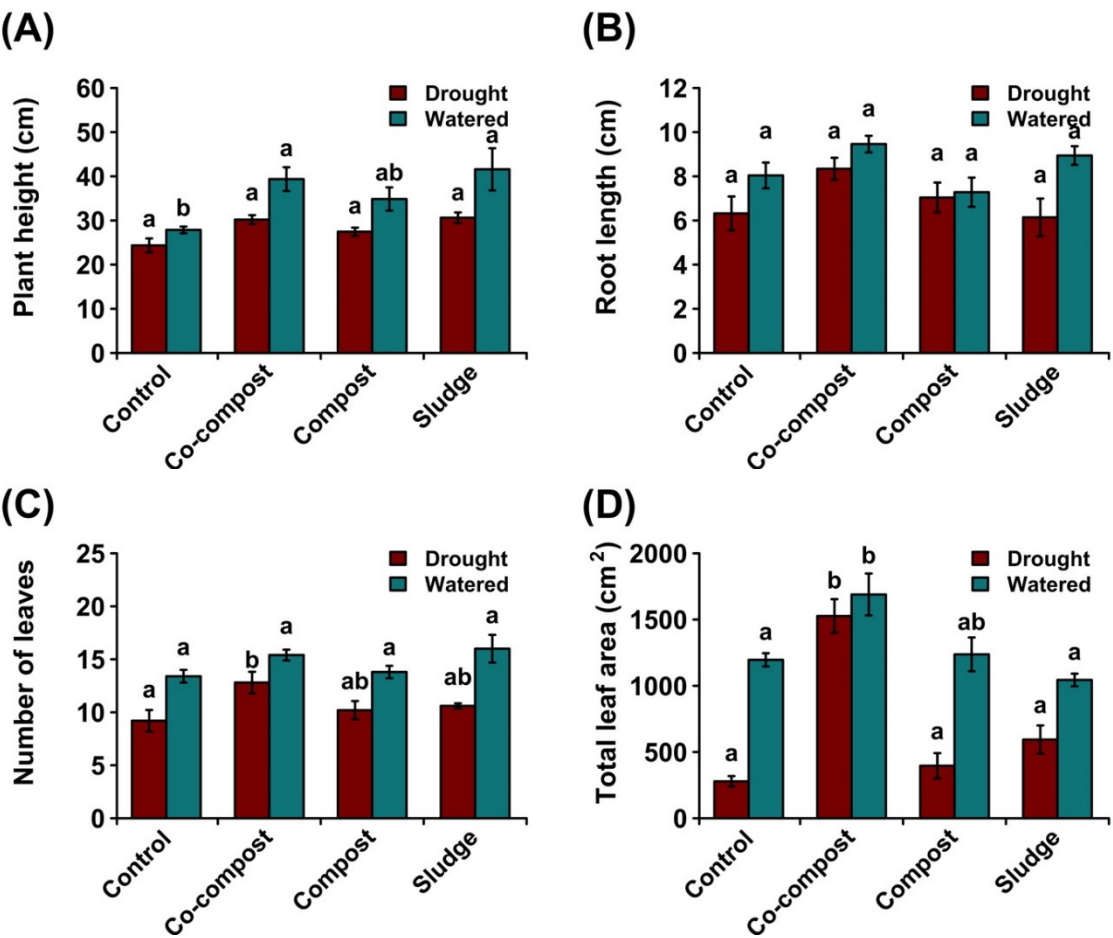 (A)
Plant height (cm)
60
50
40
30
20
10
0
Drought
Watered
a b a a a ab a a
Control
Co-compost
Compost
Sludge
(B)
Root length (cm)
12
10
8
6
4
2
0
Drought
Watered
a a a a a a a a
Control
Co-compost
Compost
Sludge
(C)
Number of leaves
25
20
15
10
5
0
Drought
Watered
a a b a ab a ab a
Control
Co-compost
Compost
Sludge
(D)
Total leaf area (cm²)
2000
1500
1000
500
0
Drought
Watered
a a b b a ab a a
Control
Co-compost
Compost
Sludge